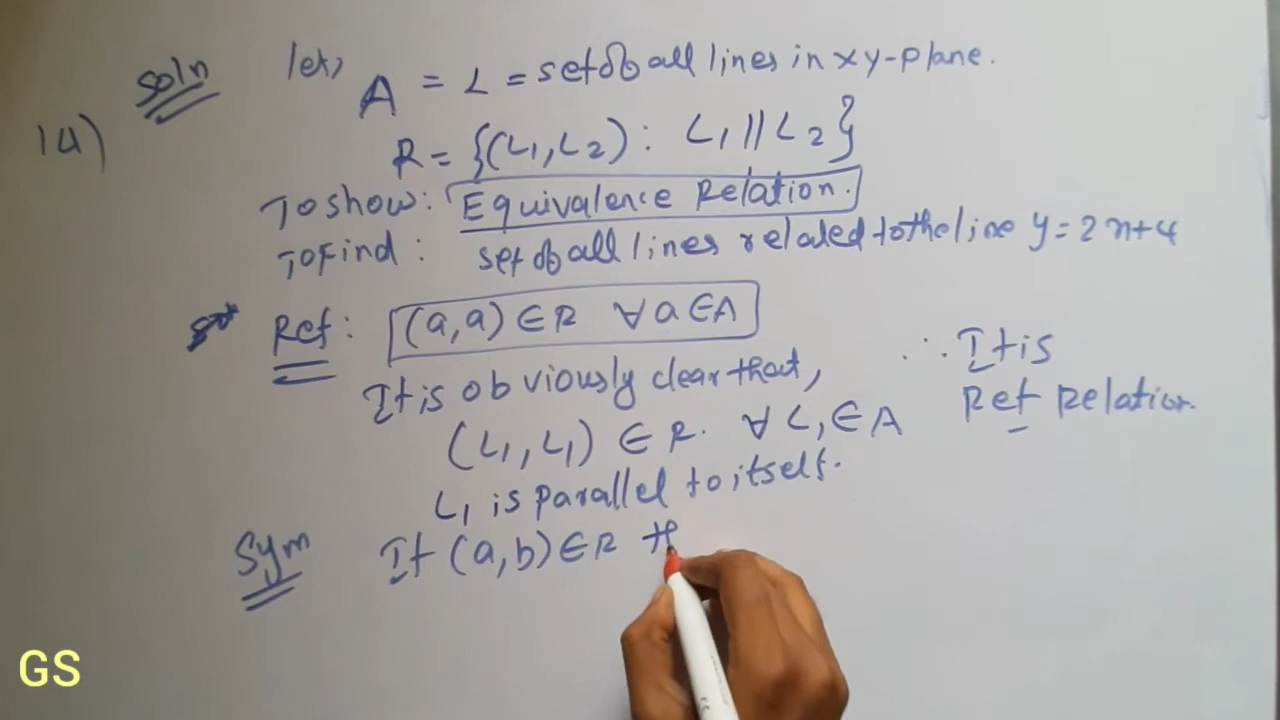 Soln let, A = L = set of all lines in xy-plane.
14) R = {(L1, L2) : L1 || L2}
To show: Equivalence Relation.
To Find : set of all lines related to the line y = 2x+4
Ref : (a,a) ∈ R ∀ a ∈ A
It is obviously clear that,
(L1, L1) ∈ R. ∀ L1 ∈ A
L1 is parallel to itself.
∴ It is
Ref Relation.
Sym If (a,b) ∈ R
GS